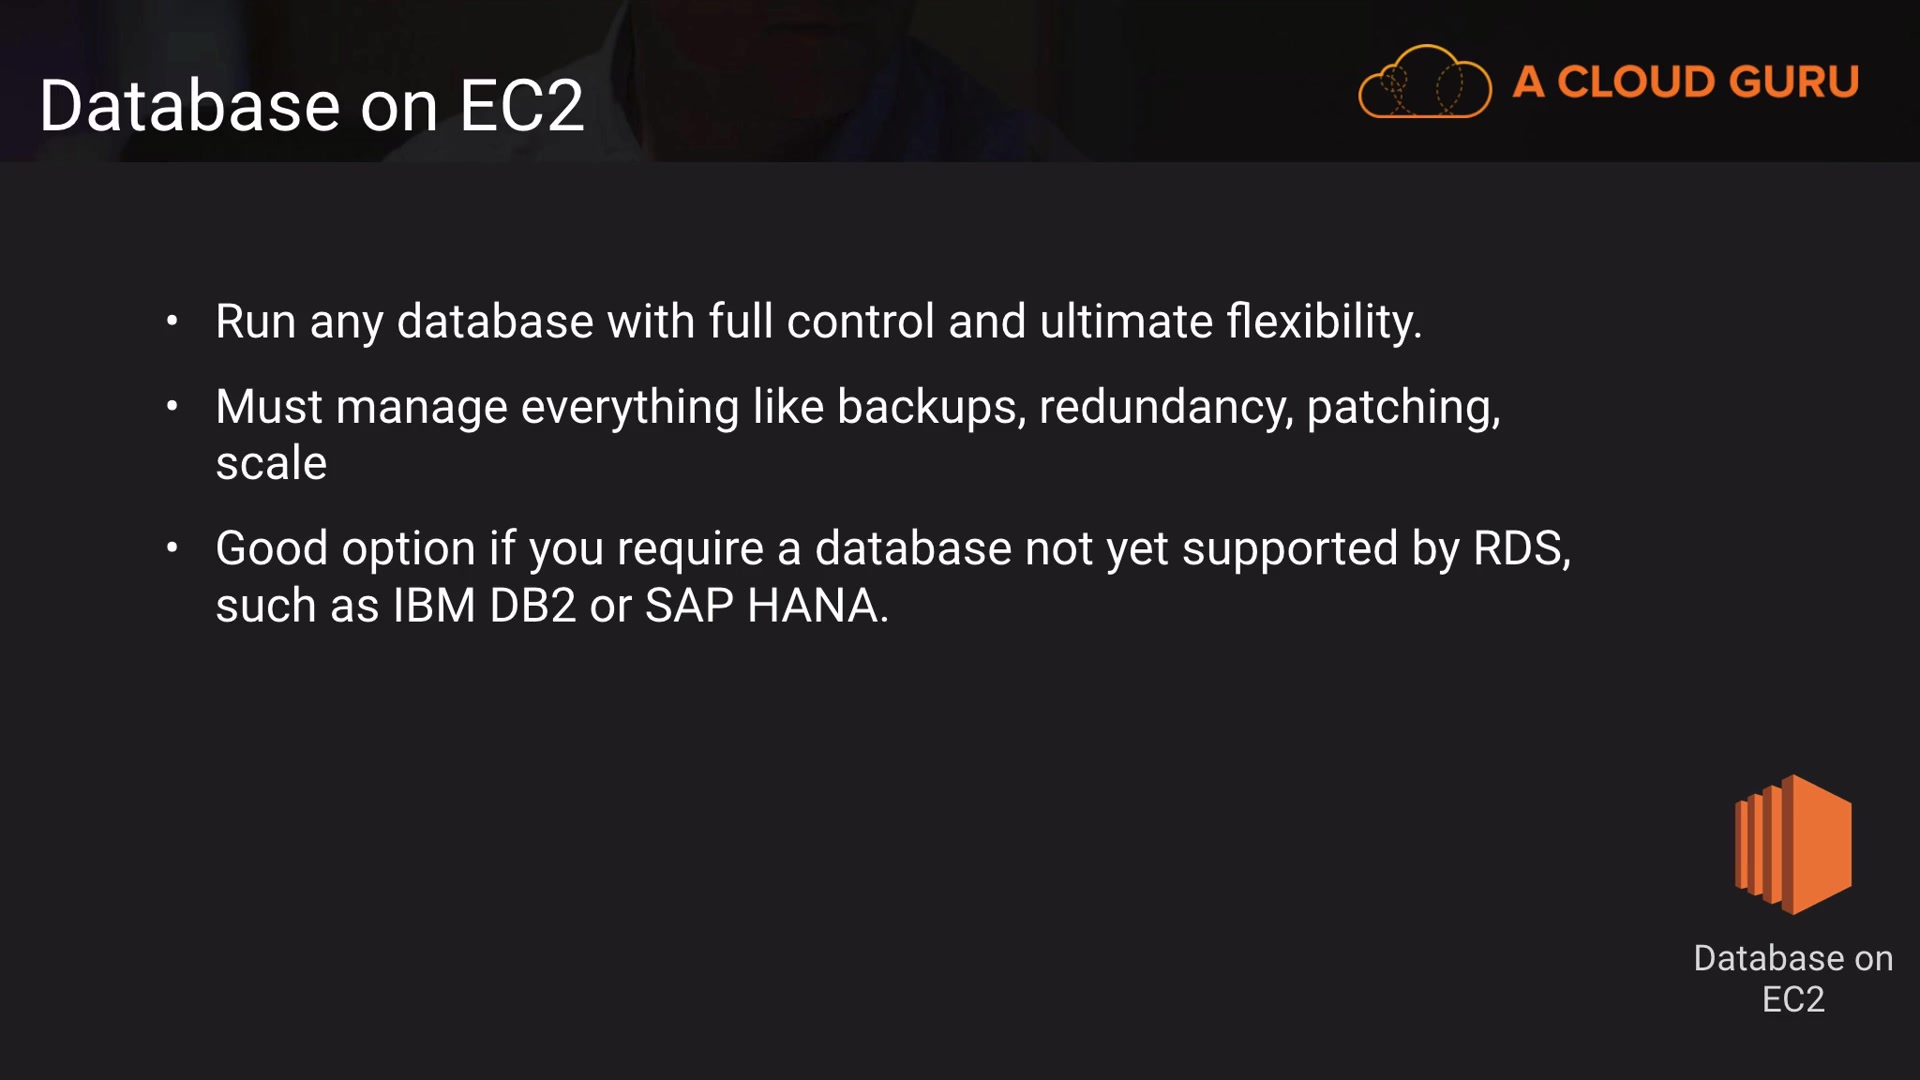 Database on EC2
A CLOUD GURU
• Run any database with full control and ultimate flexibility.
• Must manage everything like backups, redundancy, patching,
scale
• Good option if you require a database not yet supported by RDS,
such as IBM DB2 or SAP HANA.
Database on
EC2